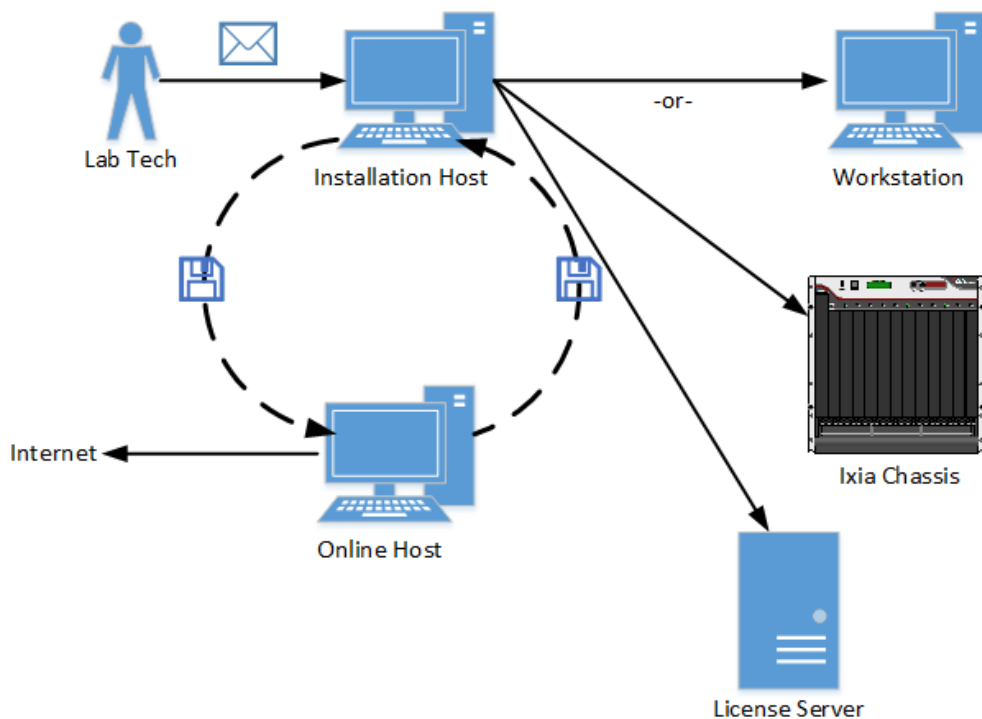 Lab Tech
Installation Host
-or-
Workstation
Ixia Chassis
Internet
Online Host
License Server